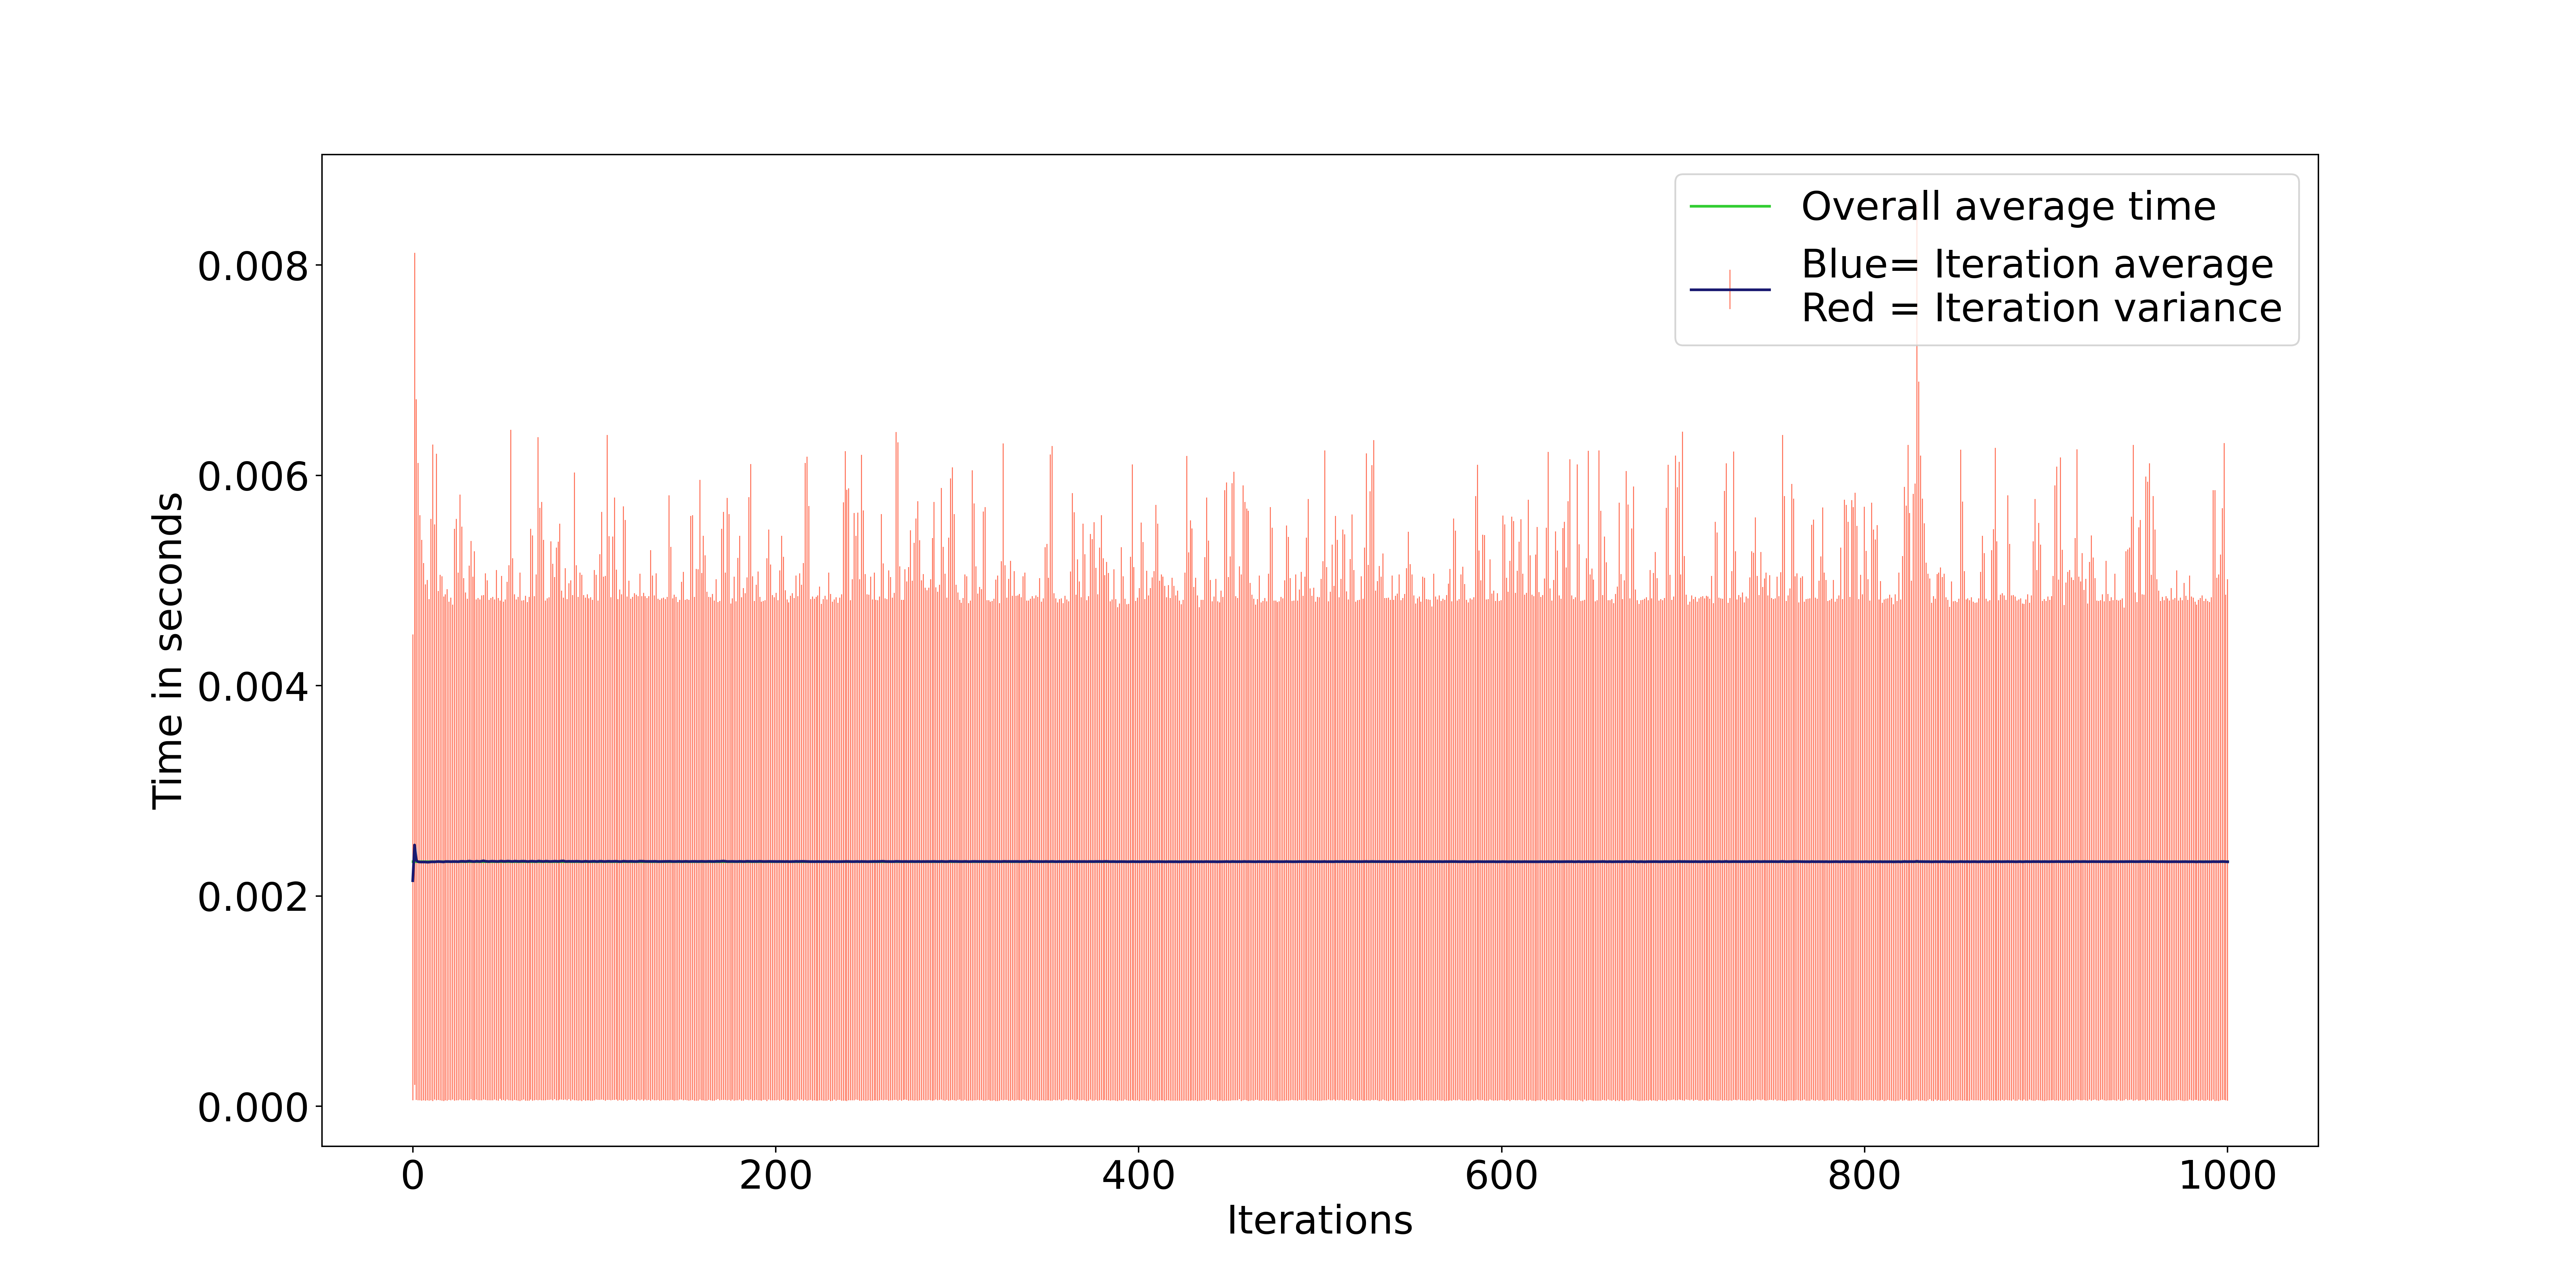 Overall average time
Blue= Iteration average
Red = Iteration variance
0.008
0.006
0.004
0.002
0.000
Time in seconds
0 200 400 600 800 1000
Iterations